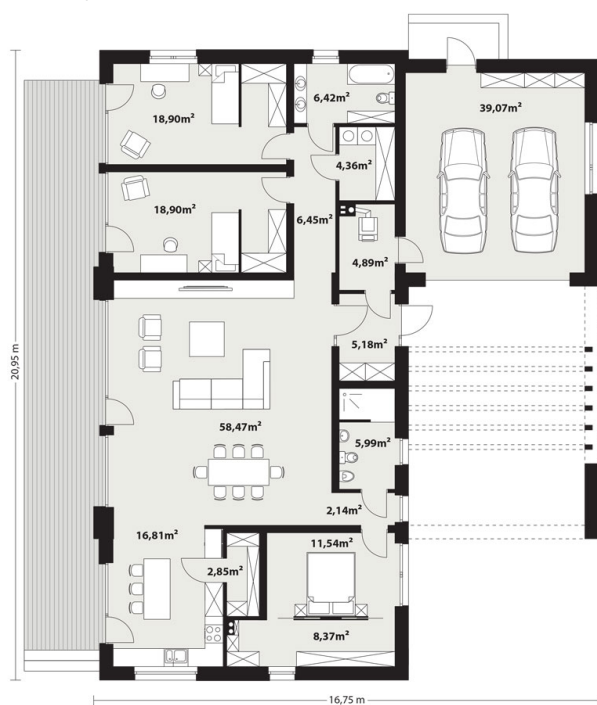 18,90m²
6,42m²
39,07m²
4,36m²
18,90m²
6,45m²
4,89m²
5,18m²
20,95 m
58,47m²
5,99m²
2,14m²
16,81m²
11,54m²
2,85m²
8,37m²
16,75 m